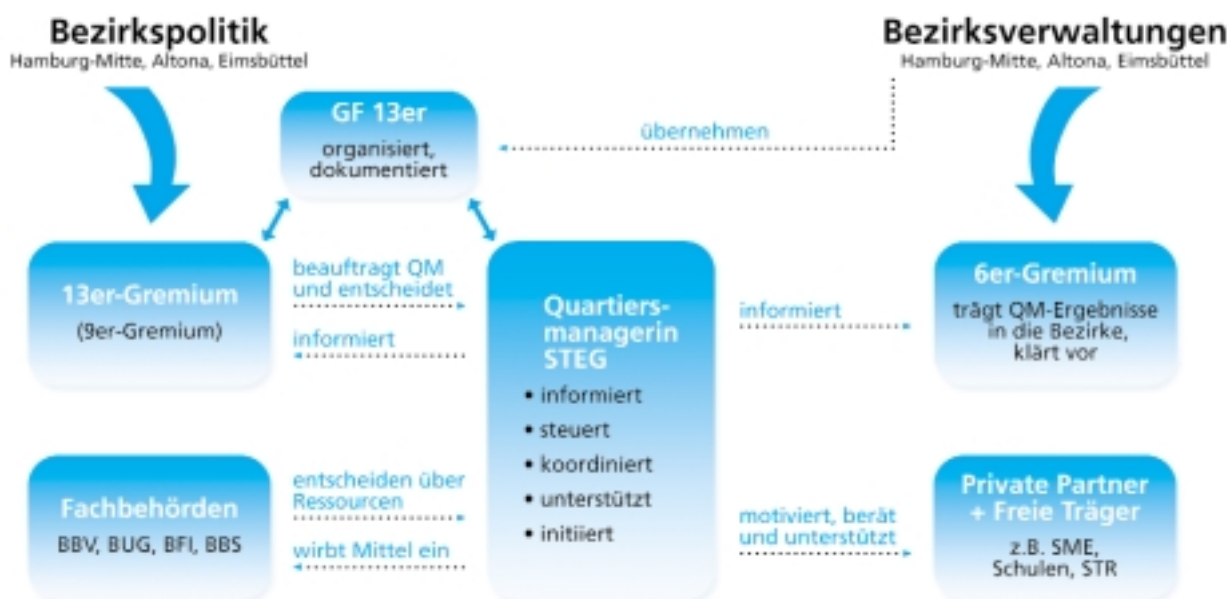 Bezirkspolitik
Hamburg-Mitte, Altona, Eimsbüttel
Bezirksverwaltungen
Hamburg-Mitte, Altona, Eimsbüttel
GF 13er
organisiert,
dokumentiert
übernehmen
13er-Gremium
(9er-Gremium)
beauftragt QM
und entscheidet
informiert
Quartiers-
managerin
STEG
• informiert
• steuert
• koordiniert
• unterstützt
• initiiert
informiert
6er-Gremium
trägt QM-Ergebnisse
in die Bezirke,
klärt vor
Fachbehörden
BBV, BUG, BFI, BBS
entscheiden über
Ressourcen
wirbt Mittel ein
motiviert, berät
und unterstützt
Private Partner
+ Freie Träger
z.B. SME,
Schulen, STR